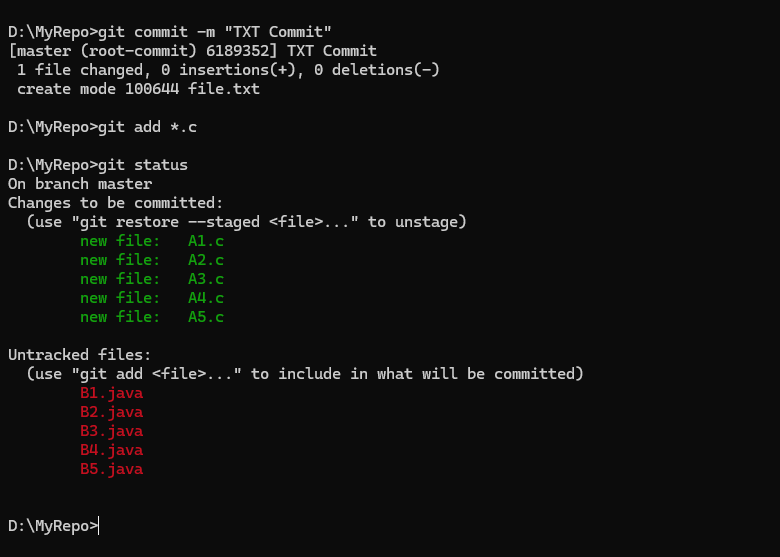 D:\MyRepo>git commit -m "TXT Commit"
[master (root-commit) 6189352] TXT Commit
 1 file changed, 0 insertions(+), 0 deletions(-)
 create mode 100644 file.txt
D:\MyRepo>git add *.c
D:\MyRepo>git status
On branch master
Changes to be committed:
  (use "git restore --staged <file>..." to unstage)
        new file:   A1.c
        new file:   A2.c
        new file:   A3.c
        new file:   A4.c
        new file:   A5.c
Untracked files:
  (use "git add <file>..." to include in what will be committed)
        B1.java
        B2.java
        B3.java
        B4.java
        B5.java
D:\MyRepo>